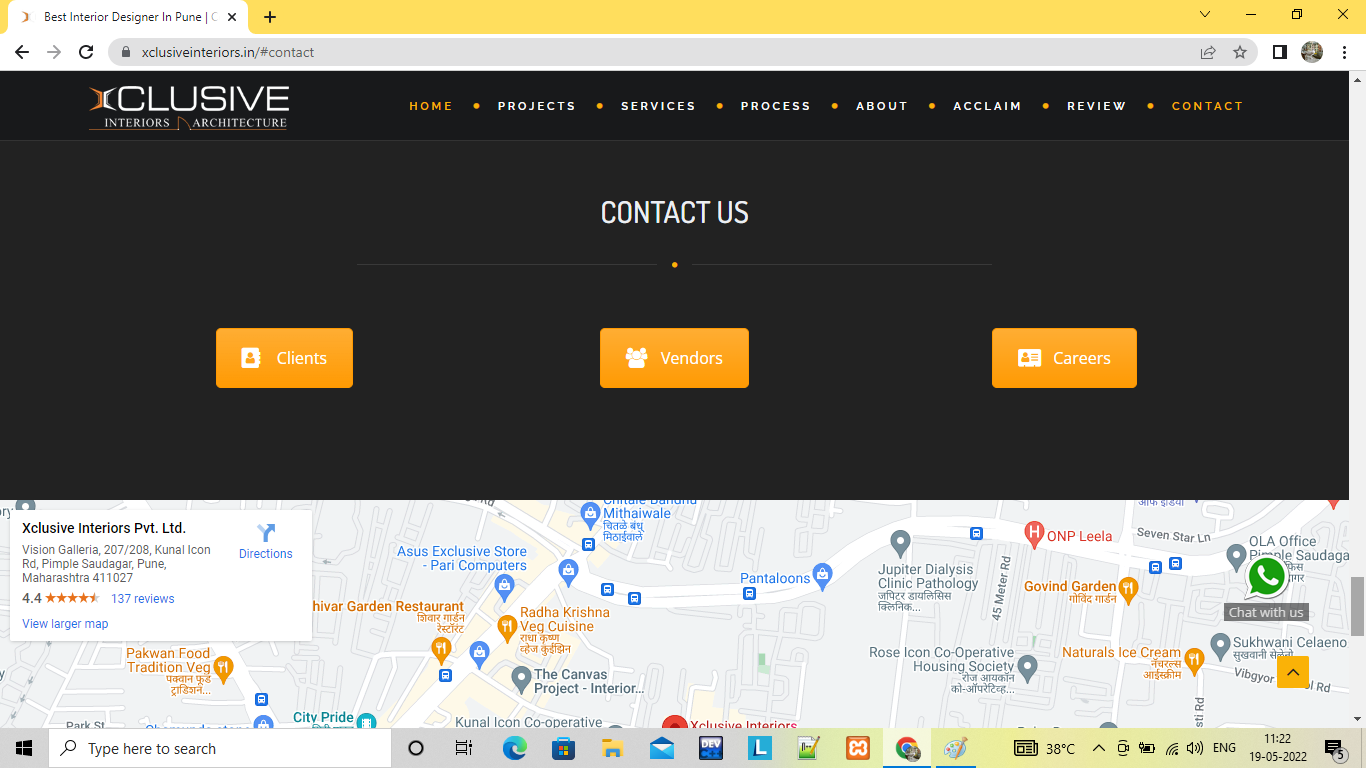 Best Interior Designer In Pune | C
xclusiveinteriors.in/#contact
XCLUSIVE
INTERIORS ARCHITECTURE
HOME • PROJECTS • SERVICES • PROCESS • ABOUT • ACCLAIM • REVIEW • CONTACT
CONTACT US
Clients
Vendors
Careers
Xclusive Interiors Pvt. Ltd.
Vision Galleria, 207/208, Kunal Icon
Rd, Pimple Saudagar, Pune,
Maharashtra 411027
4.4 137 reviews
View larger map
Directions
Chitale Bandhu
Mithaiwale
चितळे बंधू
मिठाईवाले
Asus Exclusive Store
- Pari Computers
Pantaloons
Jupiter Dialysis
Clinic Pathology
जुपिटर डायलिसिस
क्लिनिक...
45 Meter Rd
H
ONP Leela
Seven Star Ln
ऑफ इंडिया
OLA Office
Pimple Saudaga
Govind Garden
गोविंद गार्डन
Chat with us
hivar Garden Restaurant
शिवार गार्डन
रेस्टॉरंट
Radha Krishna
Veg Cuisine
राधा कृष्ण
व्हेज कुईझिन
Pakwan Food
Tradition Veg
पक्वान फूड
ट्राडिशन...
The Canvas
Project - Interior...
Rose Icon Co-Operative
Housing Society
रोज आयकॉन
को-ऑपरेटिव्ह...
Naturals Ice Cream
नॅचरल्स
आईस्क्रीम
Sukhwani Celaeno
सुखवानी सेलेनो
Vibgyor
ol Rd
Park St
City Pride
Kunal Icon Co-operative
Xclusive Interiors
Type here to search
DEV
L
38°C
ENG
11:22
19-05-2022
5